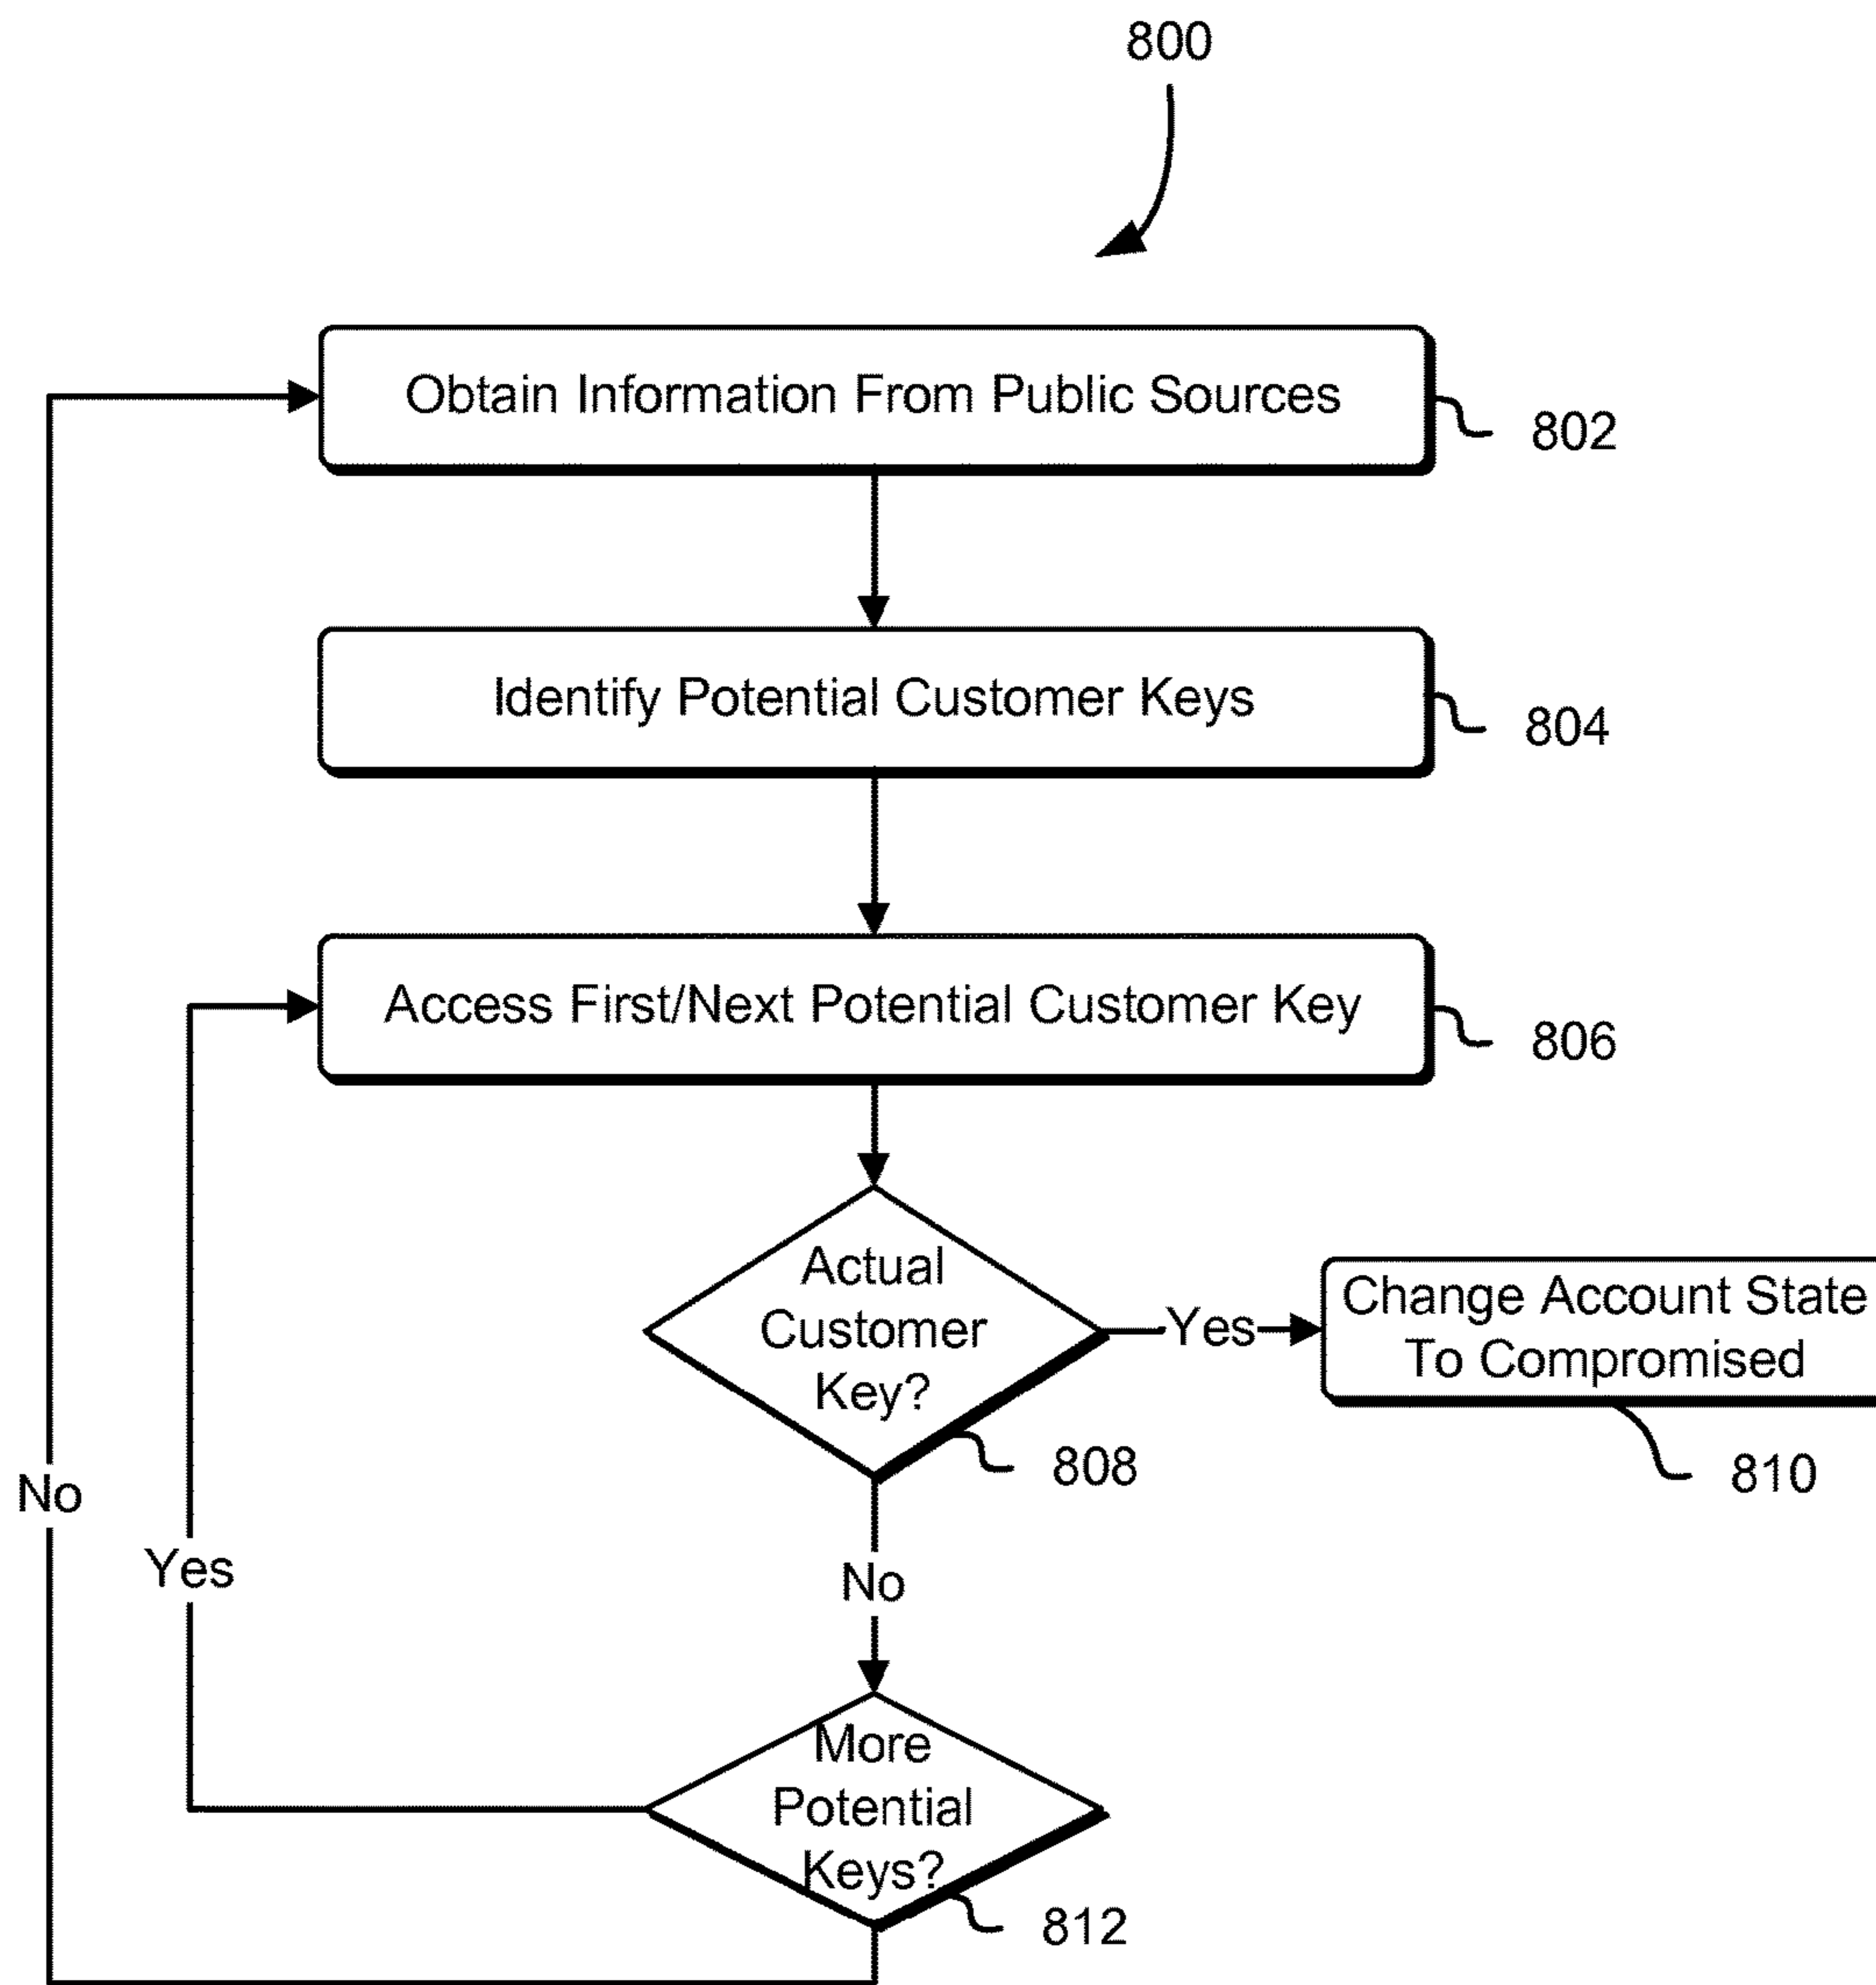 800
Obtain Information From Public Sources
802
Identify Potential Customer Keys
804
Access First/Next Potential Customer Key
806
Actual
Customer
Key?
Yes
Change Account State
To Compromised
808
810
No
Yes
No
More
Potential
Keys?
812